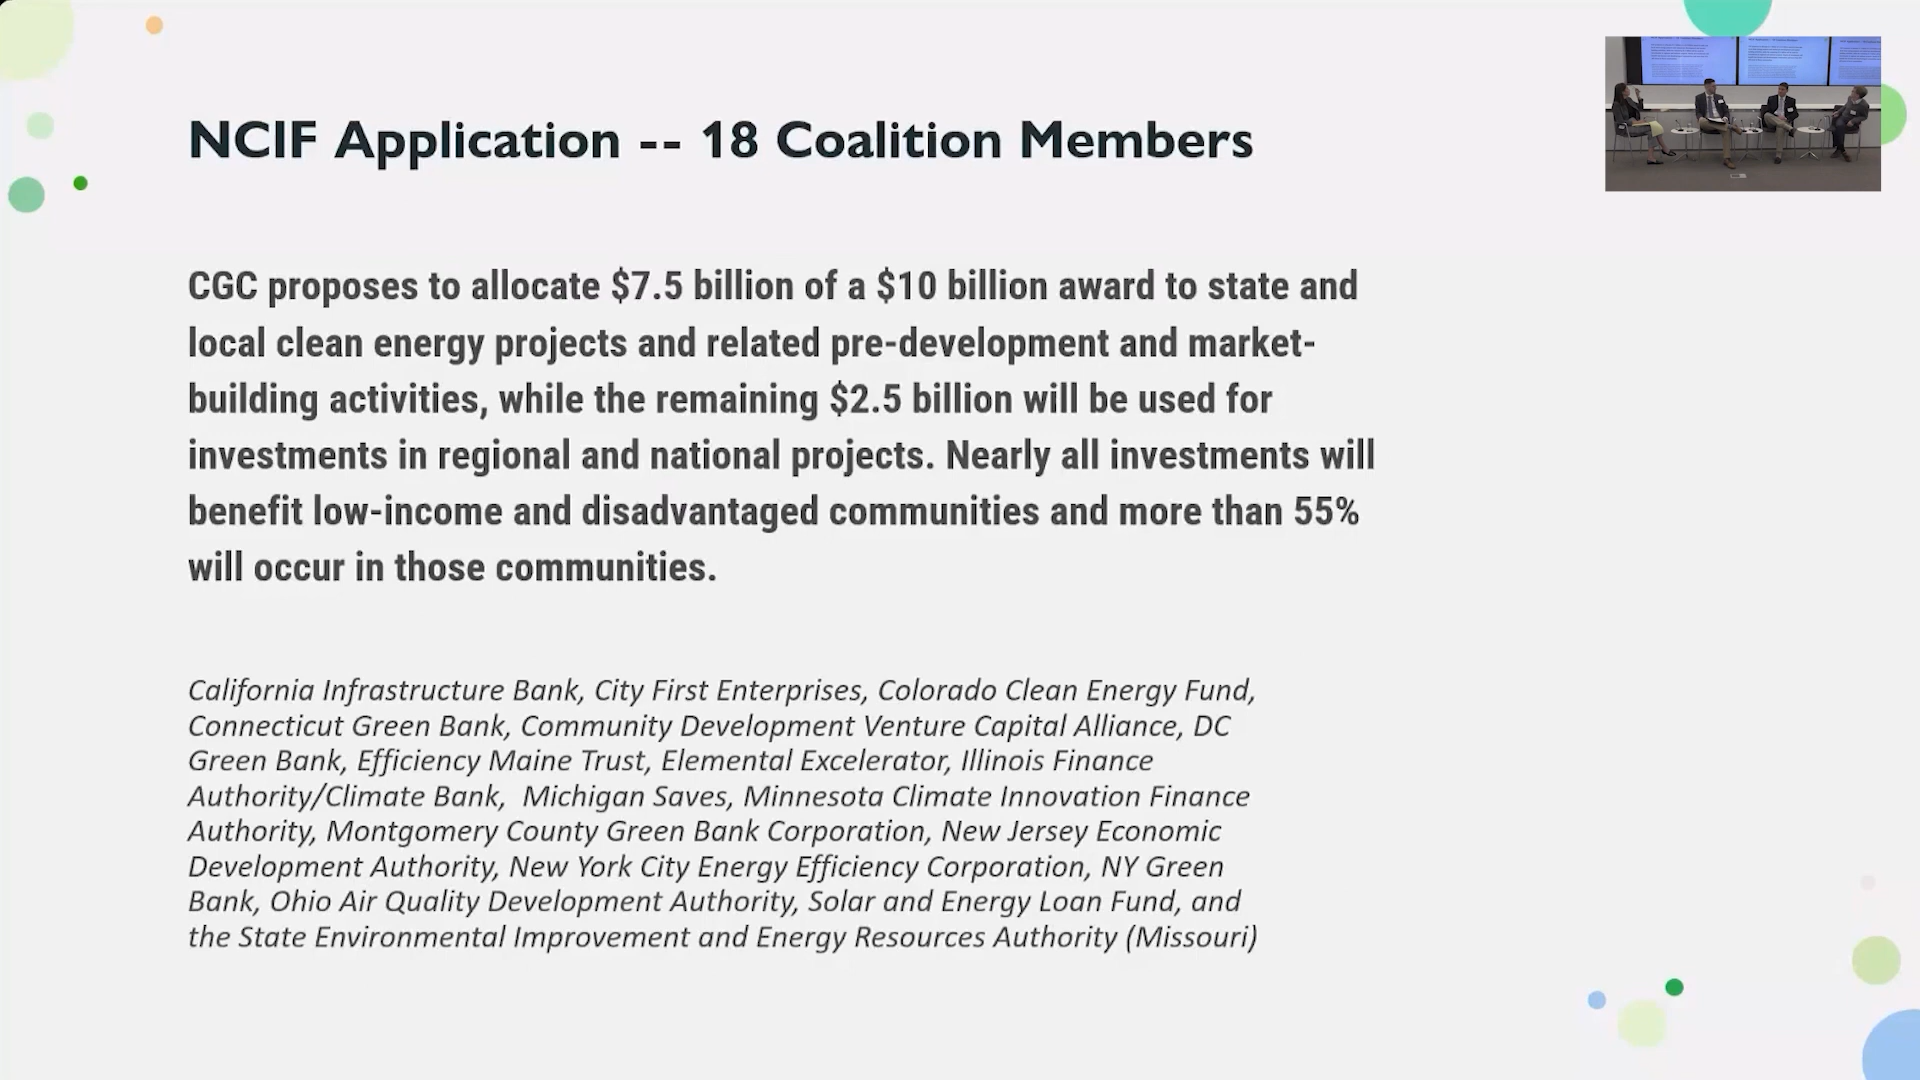 NCIF Application -- 18 Coalition Members
CGC proposes to allocate $7.5 billion of a $10 billion award to state and
local clean energy projects and related pre-development and market-
building activities, while the remaining $2.5 billion will be used for
investments in regional and national projects. Nearly all investments will
benefit low-income and disadvantaged communities and more than 55%
will occur in those communities.
California Infrastructure Bank, City First Enterprises, Colorado Clean Energy Fund,
Connecticut Green Bank, Community Development Venture Capital Alliance, DC
Green Bank, Efficiency Maine Trust, Elemental Excelerator, Illinois Finance
Authority/Climate Bank,  Michigan Saves, Minnesota Climate Innovation Finance
Authority, Montgomery County Green Bank Corporation, New Jersey Economic
Development Authority, New York City Energy Efficiency Corporation, NY Green
Bank, Ohio Air Quality Development Authority, Solar and Energy Loan Fund, and
the State Environmental Improvement and Energy Resources Authority (Missouri)